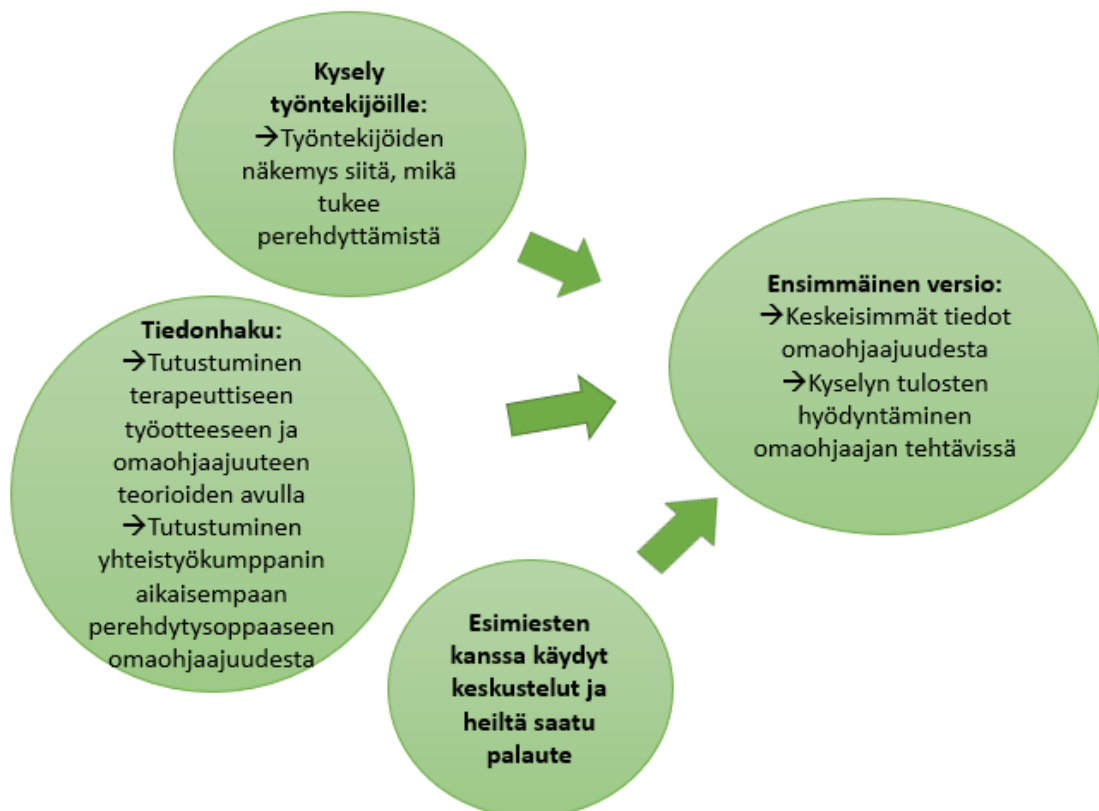 Kysely
työntekijöille:
→Työntekijöiden
näkemys siitä, mikä
tukee
perehdyttämistä
Tiedonhaku:
→Tutustuminen
terapeuttiseen
työotteeseen ja
omaohjaajuuteen
teorioiden avulla
→Tutustuminen
yhteistyökumppanin
aikaisempaan
perehdytysoppaaseen
omaohjaajuudesta
Esimiesten
kanssa käydyt
keskustelut ja
heiltä saatu
palaute
Ensimmäinen versio:
→Keskeisimmät tiedot
omaohjaajuudesta
→Kyselyn tulosten
hyödyntäminen
omaohjaajan tehtävissä